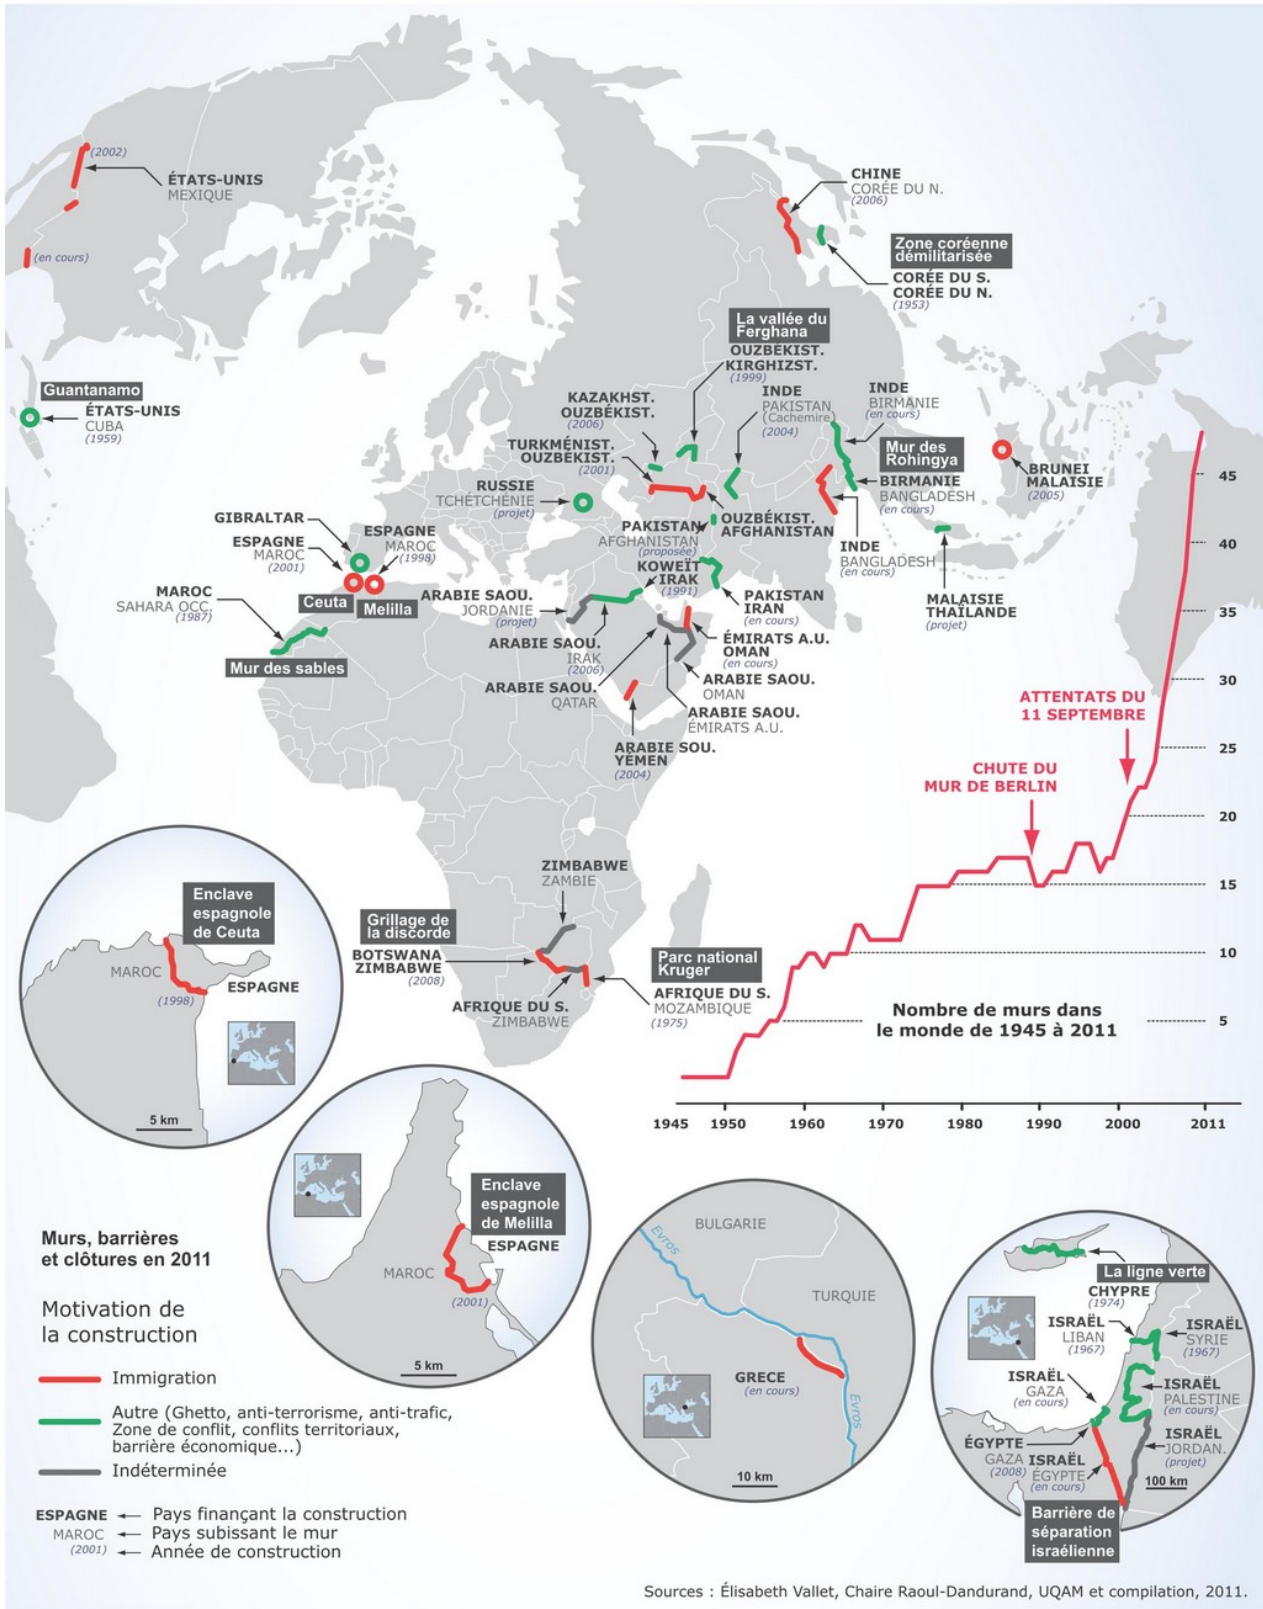 (2002)
ÉTATS-UNIS
MEXIQUE
(en cours)
CHINE
CORÉE DU N.
(2006)
Zone coréenne
démilitarisée
CORÉE DU S.
CORÉE DU N.
(1953)
La vallée du
Ferghana
OUZBÉKIST.
KIRGHIZST.
(1999)
Guantanamo
ÉTATS-UNIS
CUBA
(1959)
KAZAKHST.
OUZBÉKIST.
(2006)
INDE
PAKISTAN
(Cachemire)
(2004)
INDE
BIRMANIE
(en cours)
TURKMÉNIST.
OUZBÉKIST.
(2001)
Mur des
Rohingya
BIRMANIE
BANGLADESH
(en cours)
BRUNEI
MALAISIE
(2005)
RUSSIE
TCHÉTCHÉNIE
(projet)
GIBRALTAR
ESPAGNE
MAROC
(2001)
ESPAGNE
MAROC
(1998)
Ceuta
Melilla
PAKISTAN
AFGHANISTAN
(proposée)
OUZBÉKIST.
AFGHANISTAN
INDE
BANGLADESH
(en cours)
KOWEÏT
IRAK
(1991)
MAROC
SAHARA OCC.
(1987)
Mur des sables
ARABIE SAOU.
JORDANIE
(projet)
PAKISTAN
IRAN
(en cours)
MALAISIE
THAÏLANDE
(projet)
ARABIE SAOU.
IRAK
(2006)
ÉMIRATS A.U.
OMAN
(en cours)
ARABIE SAOU.
QATAR
ARABIE SAOU.
OMAN
ARABIE SAOU.
ÉMIRATS A.U.
ARABIE SOU.
YÉMEN
(2004)
ATTENTATS DU
11 SEPTEMBRE
CHUTE DU
MUR DE BERLIN
45
40
35
30
25
20
15
10
5
Nombre de murs dans
le monde de 1945 à 2011
1945 1950 1960 1970 1980 1990 2000 2011
ZIMBABWE
ZAMBIE
Grillage de
la discorde
BOTSWANA
ZIMBABWE
(2008)
AFRIQUE DU S.
ZIMBABWE
Parc national
Kruger
AFRIQUE DU S.
MOZAMBIQUE
(1975)
Enclave
espagnole
de Ceuta
MAROC
ESPAGNE
(1998)
5 km
Enclave
espagnole
de Melilla
ESPAGNE
MAROC
(2001)
5 km
BULGARIE
Evros
TURQUIE
GRECE
(en cours)
Evros
10 km
La ligne verte
CHYPRE
(1974)
ISRAËL
LIBAN
(1967)
ISRAËL
SYRIE
(1967)
ISRAËL
GAZA
(en cours)
ISRAËL
PALESTINE
(en cours)
ÉGYPTE
GAZA
(2008)
ISRAËL
ÉGYPTE
(en cours)
ISRAËL
JORDAN.
(projet)
100 km
Barrière de
séparation
israélienne
Murs, barrières
et clôtures en 2011
Motivation de
la construction
Immigration
Autre (Ghetto, anti-terrorisme, anti-trafic,
Zone de conflit, conflits territoriaux,
barrière économique...)
Indéterminée
ESPAGNE Pays finançant la construction
MAROC Pays subissant le mur
(2001) Année de construction
Sources : Élisabeth Vallet, Chaire Raoul-Dandurand, UQAM et compilation, 2011.